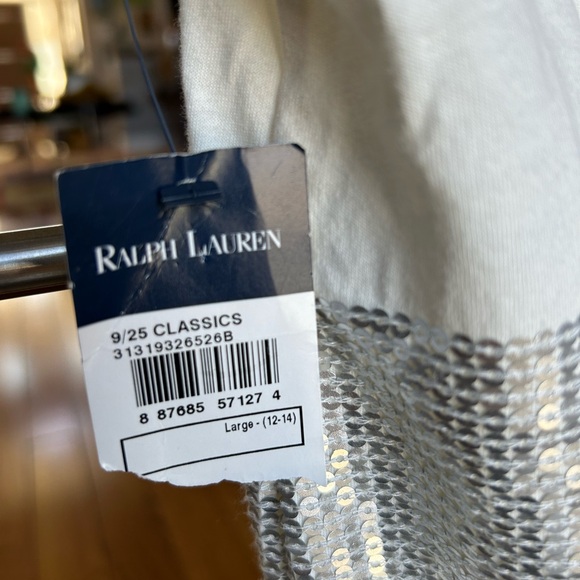 RALPH LAUREN
9/25 CLASSICS
31319326526B
8 87685 57127 4
Large - (12-14)